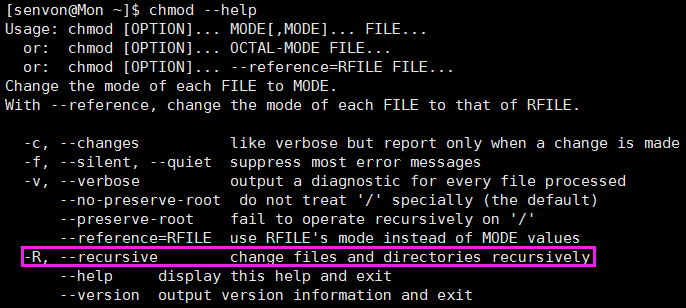 [senvon@Mon ~]$ chmod --help
Usage: chmod [OPTION]... MODE[,MODE]... FILE...
  or:  chmod [OPTION]... OCTAL-MODE FILE...
  or:  chmod [OPTION]... --reference=RFILE FILE...
Change the mode of each FILE to MODE.
With --reference, change the mode of each FILE to that of RFILE.

  -c, --changes          like verbose but report only when a change is made
  -f, --silent, --quiet  suppress most error messages
  -v, --verbose          output a diagnostic for every file processed
      --no-preserve-root  do not treat '/' specially (the default)
      --preserve-root    fail to operate recursively on '/'
      --reference=RFILE  use RFILE's mode instead of MODE values
  -R, --recursive        change files and directories recursively
      --help     display this help and exit
      --version  output version information and exit